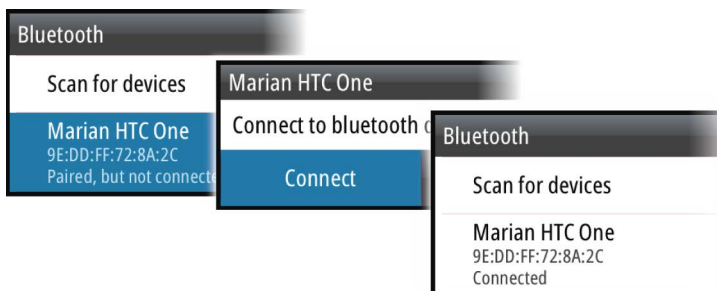 Bluetooth
Scan for devices
Marian HTC One
9E:DD:FF:72:8A:2C
Paired, but not connecte
Marian HTC One
Connect to bluetooth
Connect
Bluetooth
Scan for devices
Marian HTC One
9E:DD:FF:72:8A:2C
Connected